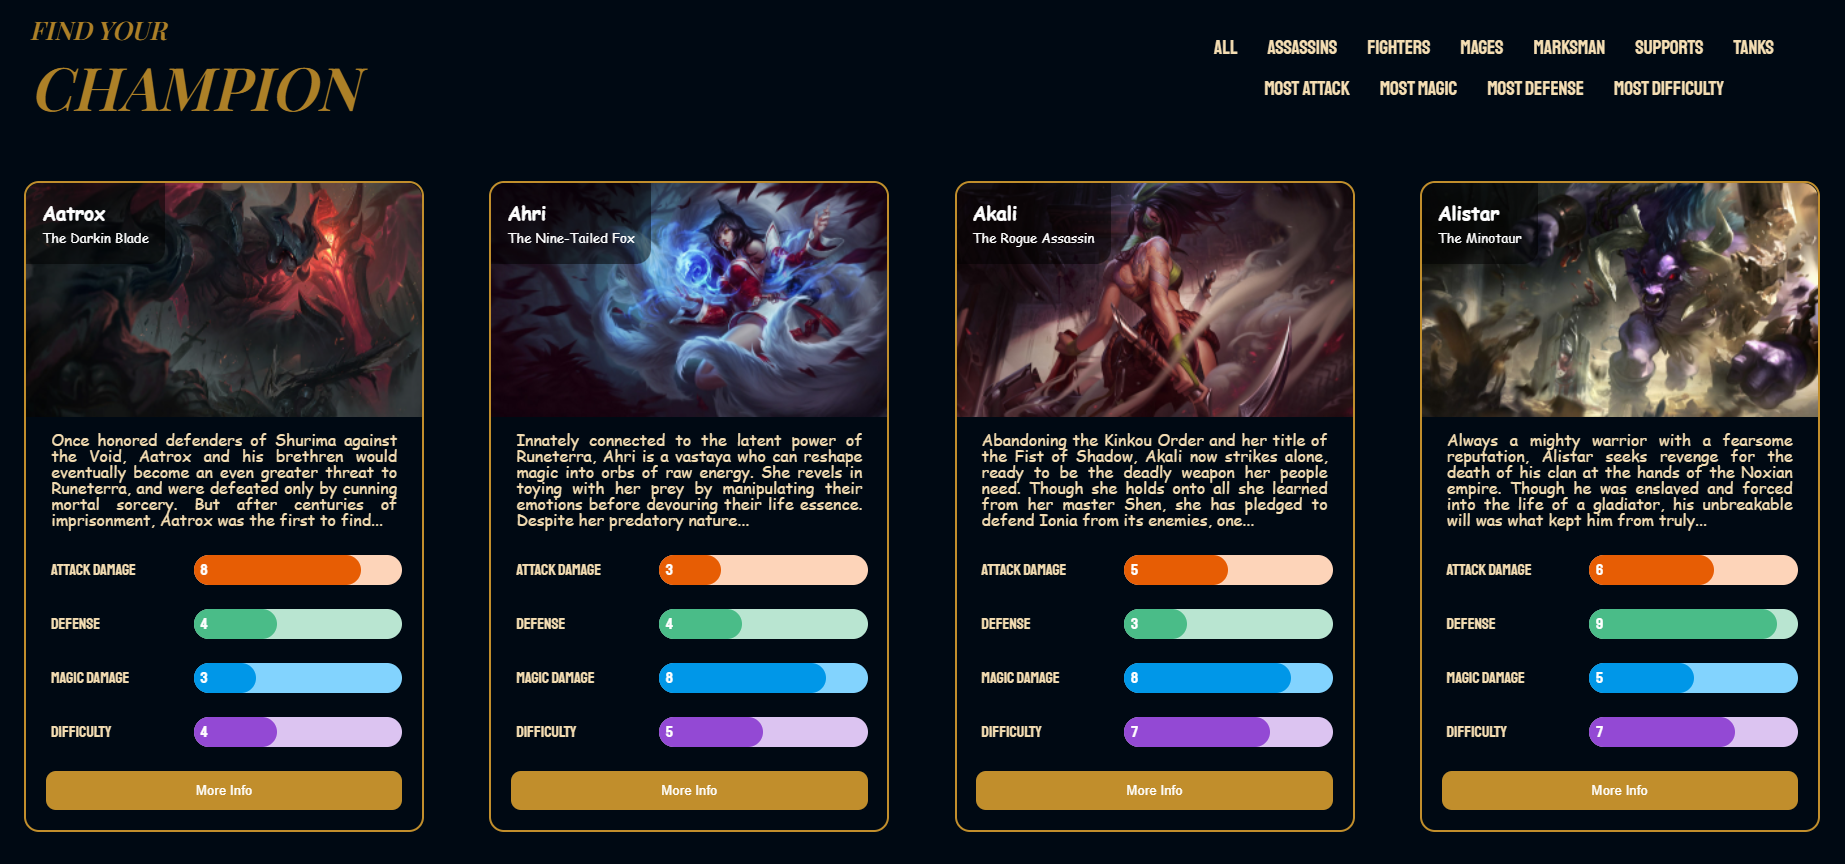 FIND YOUR
CHAMPION
ALL ASSASSINS FIGHTERS MAGES MARKSMAN SUPPORTS TANKS
MOST ATTACK MOST MAGIC MOST DEFENSE MOST DIFFICULTY
Aatrox
The Darkin Blade
Once honored defenders of Shurima against
the Void, Aatrox and his brethren would
eventually become an even greater threat to
Runeterra, and were defeated only by cunning
mortal sorcery. But after centuries of
imprisonment, Aatrox was the first to find...
ATTACK DAMAGE 8
DEFENSE 4
MAGIC DAMAGE 3
DIFFICULTY 4
More Info
Ahri
The Nine-Tailed Fox
Innately connected to the latent power of
Runeterra, Ahri is a vastaya who can reshape
magic into orbs of raw energy. She revels in
toying with her prey by manipulating their
emotions before devouring their life essence.
Despite her predatory nature...
ATTACK DAMAGE 3
DEFENSE 4
MAGIC DAMAGE 8
DIFFICULTY 5
More Info
Akali
The Rogue Assassin
Abandoning the Kinkou Order and her title of
the Fist of Shadow, Akali now strikes alone,
ready to be the deadly weapon her people
need. Though she holds onto all she learned
from her master Shen, she has pledged to
defend Ionia from its enemies, one...
ATTACK DAMAGE 5
DEFENSE 3
MAGIC DAMAGE 8
DIFFICULTY 7
More Info
Alistar
The Minotaur
Always a mighty warrior with a fearsome
reputation, Alistar seeks revenge for the
death of his clan at the hands of the Noxian
empire. Though he was enslaved and forced
into the life of a gladiator, his unbreakable
will was what kept him from truly...
ATTACK DAMAGE 6
DEFENSE 9
MAGIC DAMAGE 5
DIFFICULTY 7
More Info